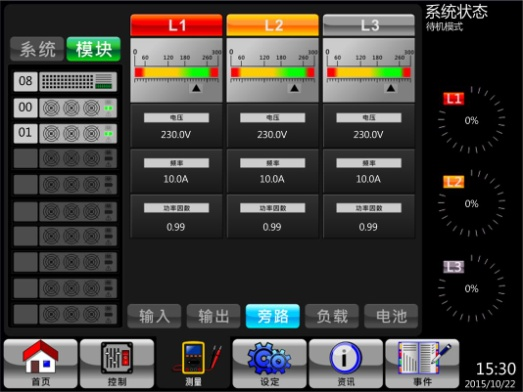 系统状态
待机模式
系统
模块
L1
L2
L3
0 60 120 180 240 300
0 60 120 180 240 300
0 60 120 180 240 300
08
00
01
电压
电压
电压
230.0V
230.0V
230.0V
频率
频率
频率
10.0A
10.0A
10.0A
功率因数
功率因数
功率因数
0.99
0.99
0.99
L1
0%
L2
0%
L3
0%
输入
输出
旁路
负载
电池
首页
控制
测量
设定
资讯
事件
15:30
2015/10/22